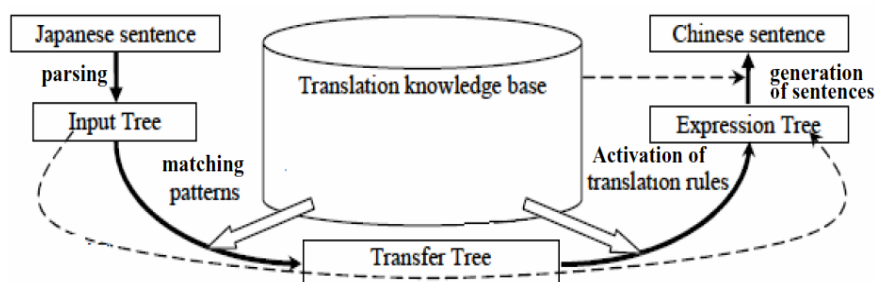 Japanese sentence
Chinese sentence
parsing
Translation knowledge base
generation
of sentences
Input Tree
Expression Tree
matching
patterns
Activation of
translation rules
Transfer Tree